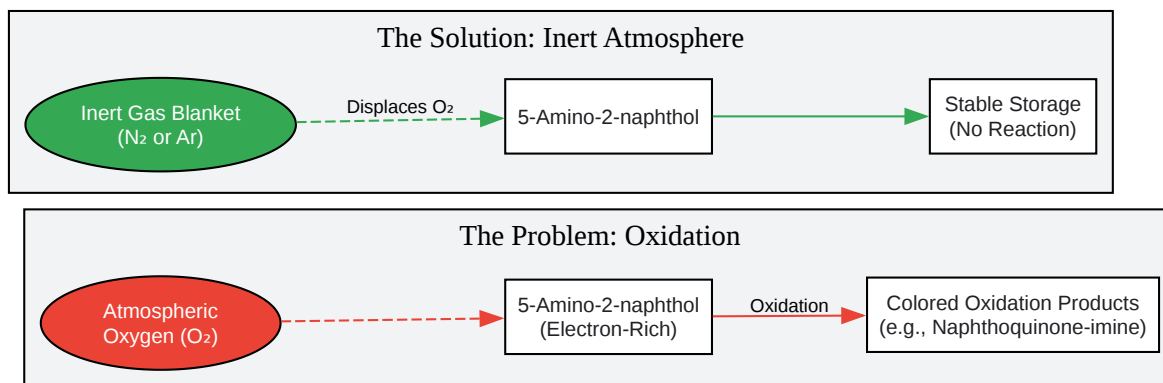 The Solution: Inert Atmosphere
Inert Gas Blanket
(N₂ or Ar)
Displaces O₂
5-Amino-2-naphthol
Stable Storage
(No Reaction)
The Problem: Oxidation
Atmospheric
Oxygen (O₂)
5-Amino-2-naphthol
(Electron-Rich)
Oxidation
Colored Oxidation Products
(e.g., Naphthoquinone-imine)